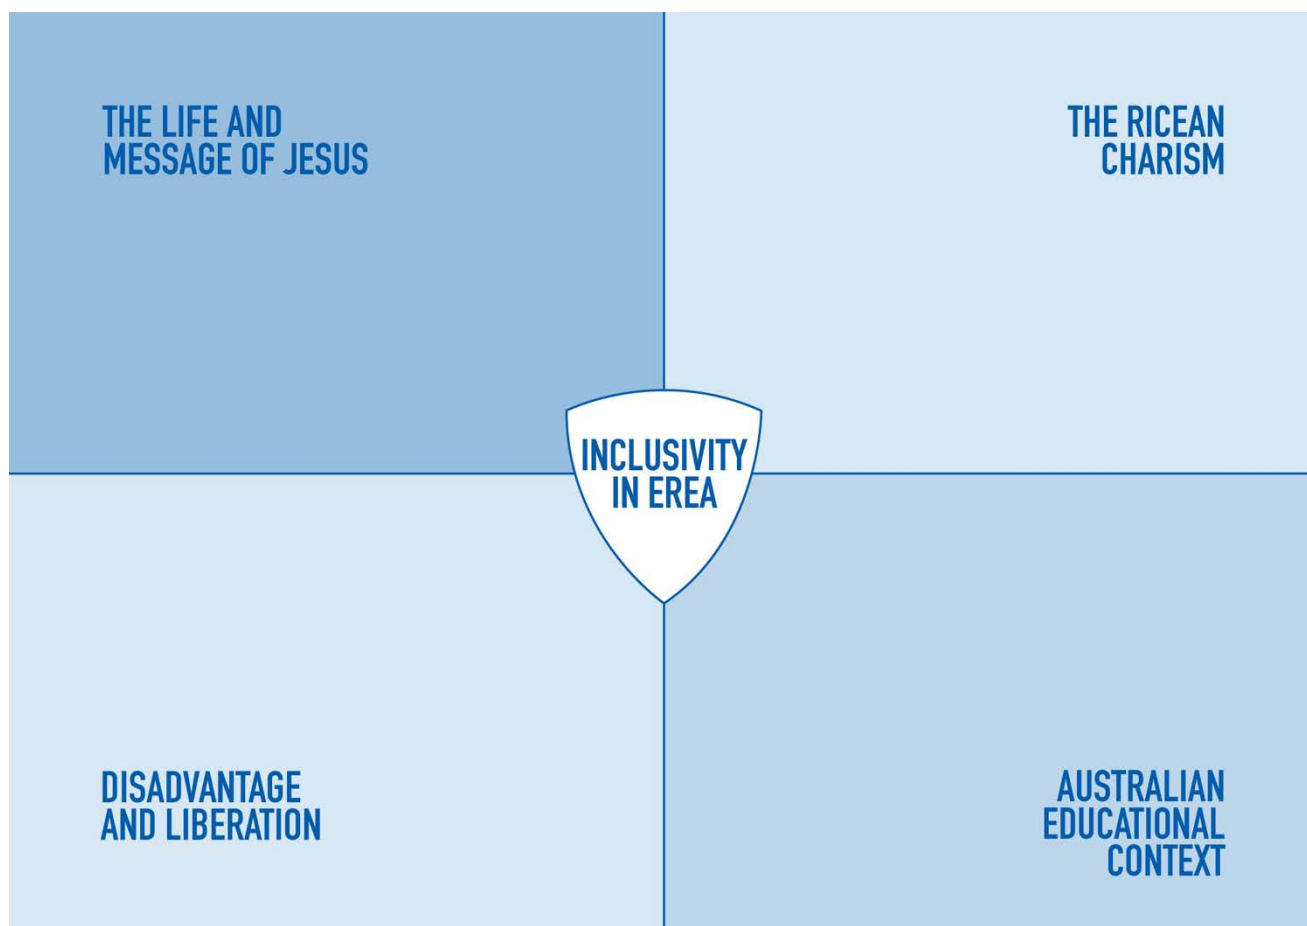 THE LIFE AND
MESSAGE OF JESUS
THE RICEAN
CHARISM
INCLUSIVITY
IN EREA
DISADVANTAGE
AND LIBERATION
AUSTRALIAN
EDUCATIONAL
CONTEXT